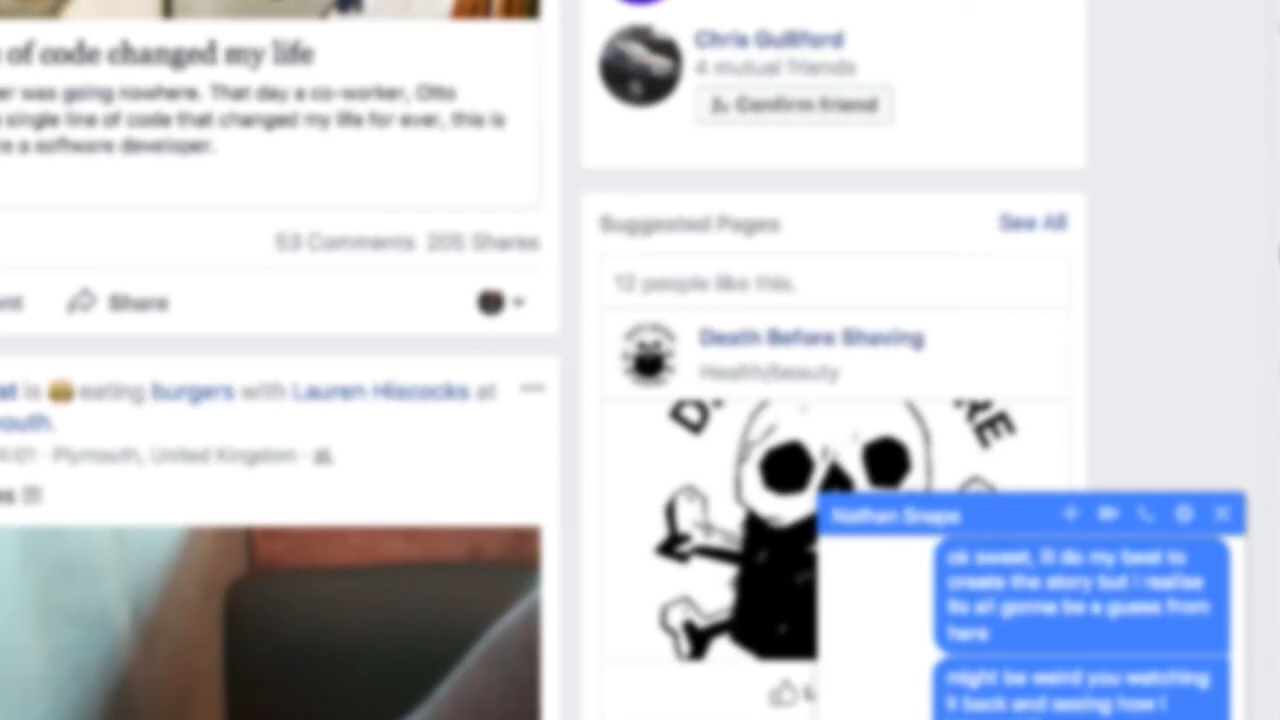 of code changed my life
er was going nowhere. That day a co-worker, Otto
single line of code that changed my life for ever, this is
re a software developer.
53 Comments 205 Shares
Share
is eating burgers with Lauren Hiscocks at
outh.
Plymouth, United Kingdom
Chris Gulliford
4 mutual friends
Confirm friend
Suggested Pages
See All
12 people like this.
Death Before Shaving
Health/beauty
Nathan Snape
ok sweet, ill do my best to
create the story but i realise
its all gonna be a guess from
here
might be weird you watching
it back and seeing how I